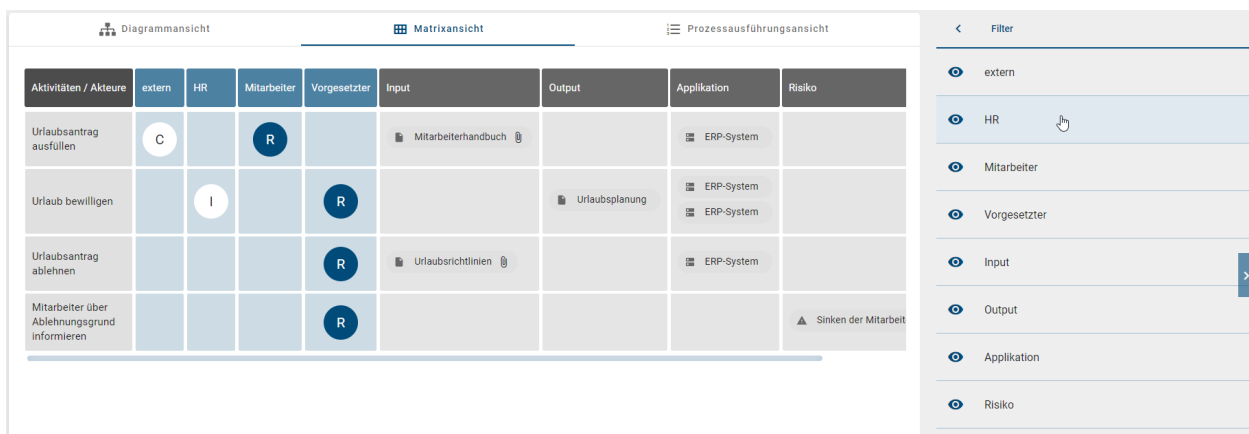 Diagrammansicht
Matrixansicht
Prozessausführungsansicht
Aktivitäten / Akteure extern HR Mitarbeiter Vorgesetzter Input Output Applikation Risiko
Urlaubsantrag
ausfüllen
C R Mitarbeiterhandbuch ERP-System
Urlaub bewilligen I R Urlaubsplanung
ERP-System
ERP-System
Urlaubsantrag
ablehnen
R Urlaubsrichtlinien ERP-System
Mitarbeiter über
Ablehnungsgrund
informieren
R Sinken der Mitarbeit
Filter
extern
HR
Mitarbeiter
Vorgesetzter
Input
Output
Applikation
Risiko